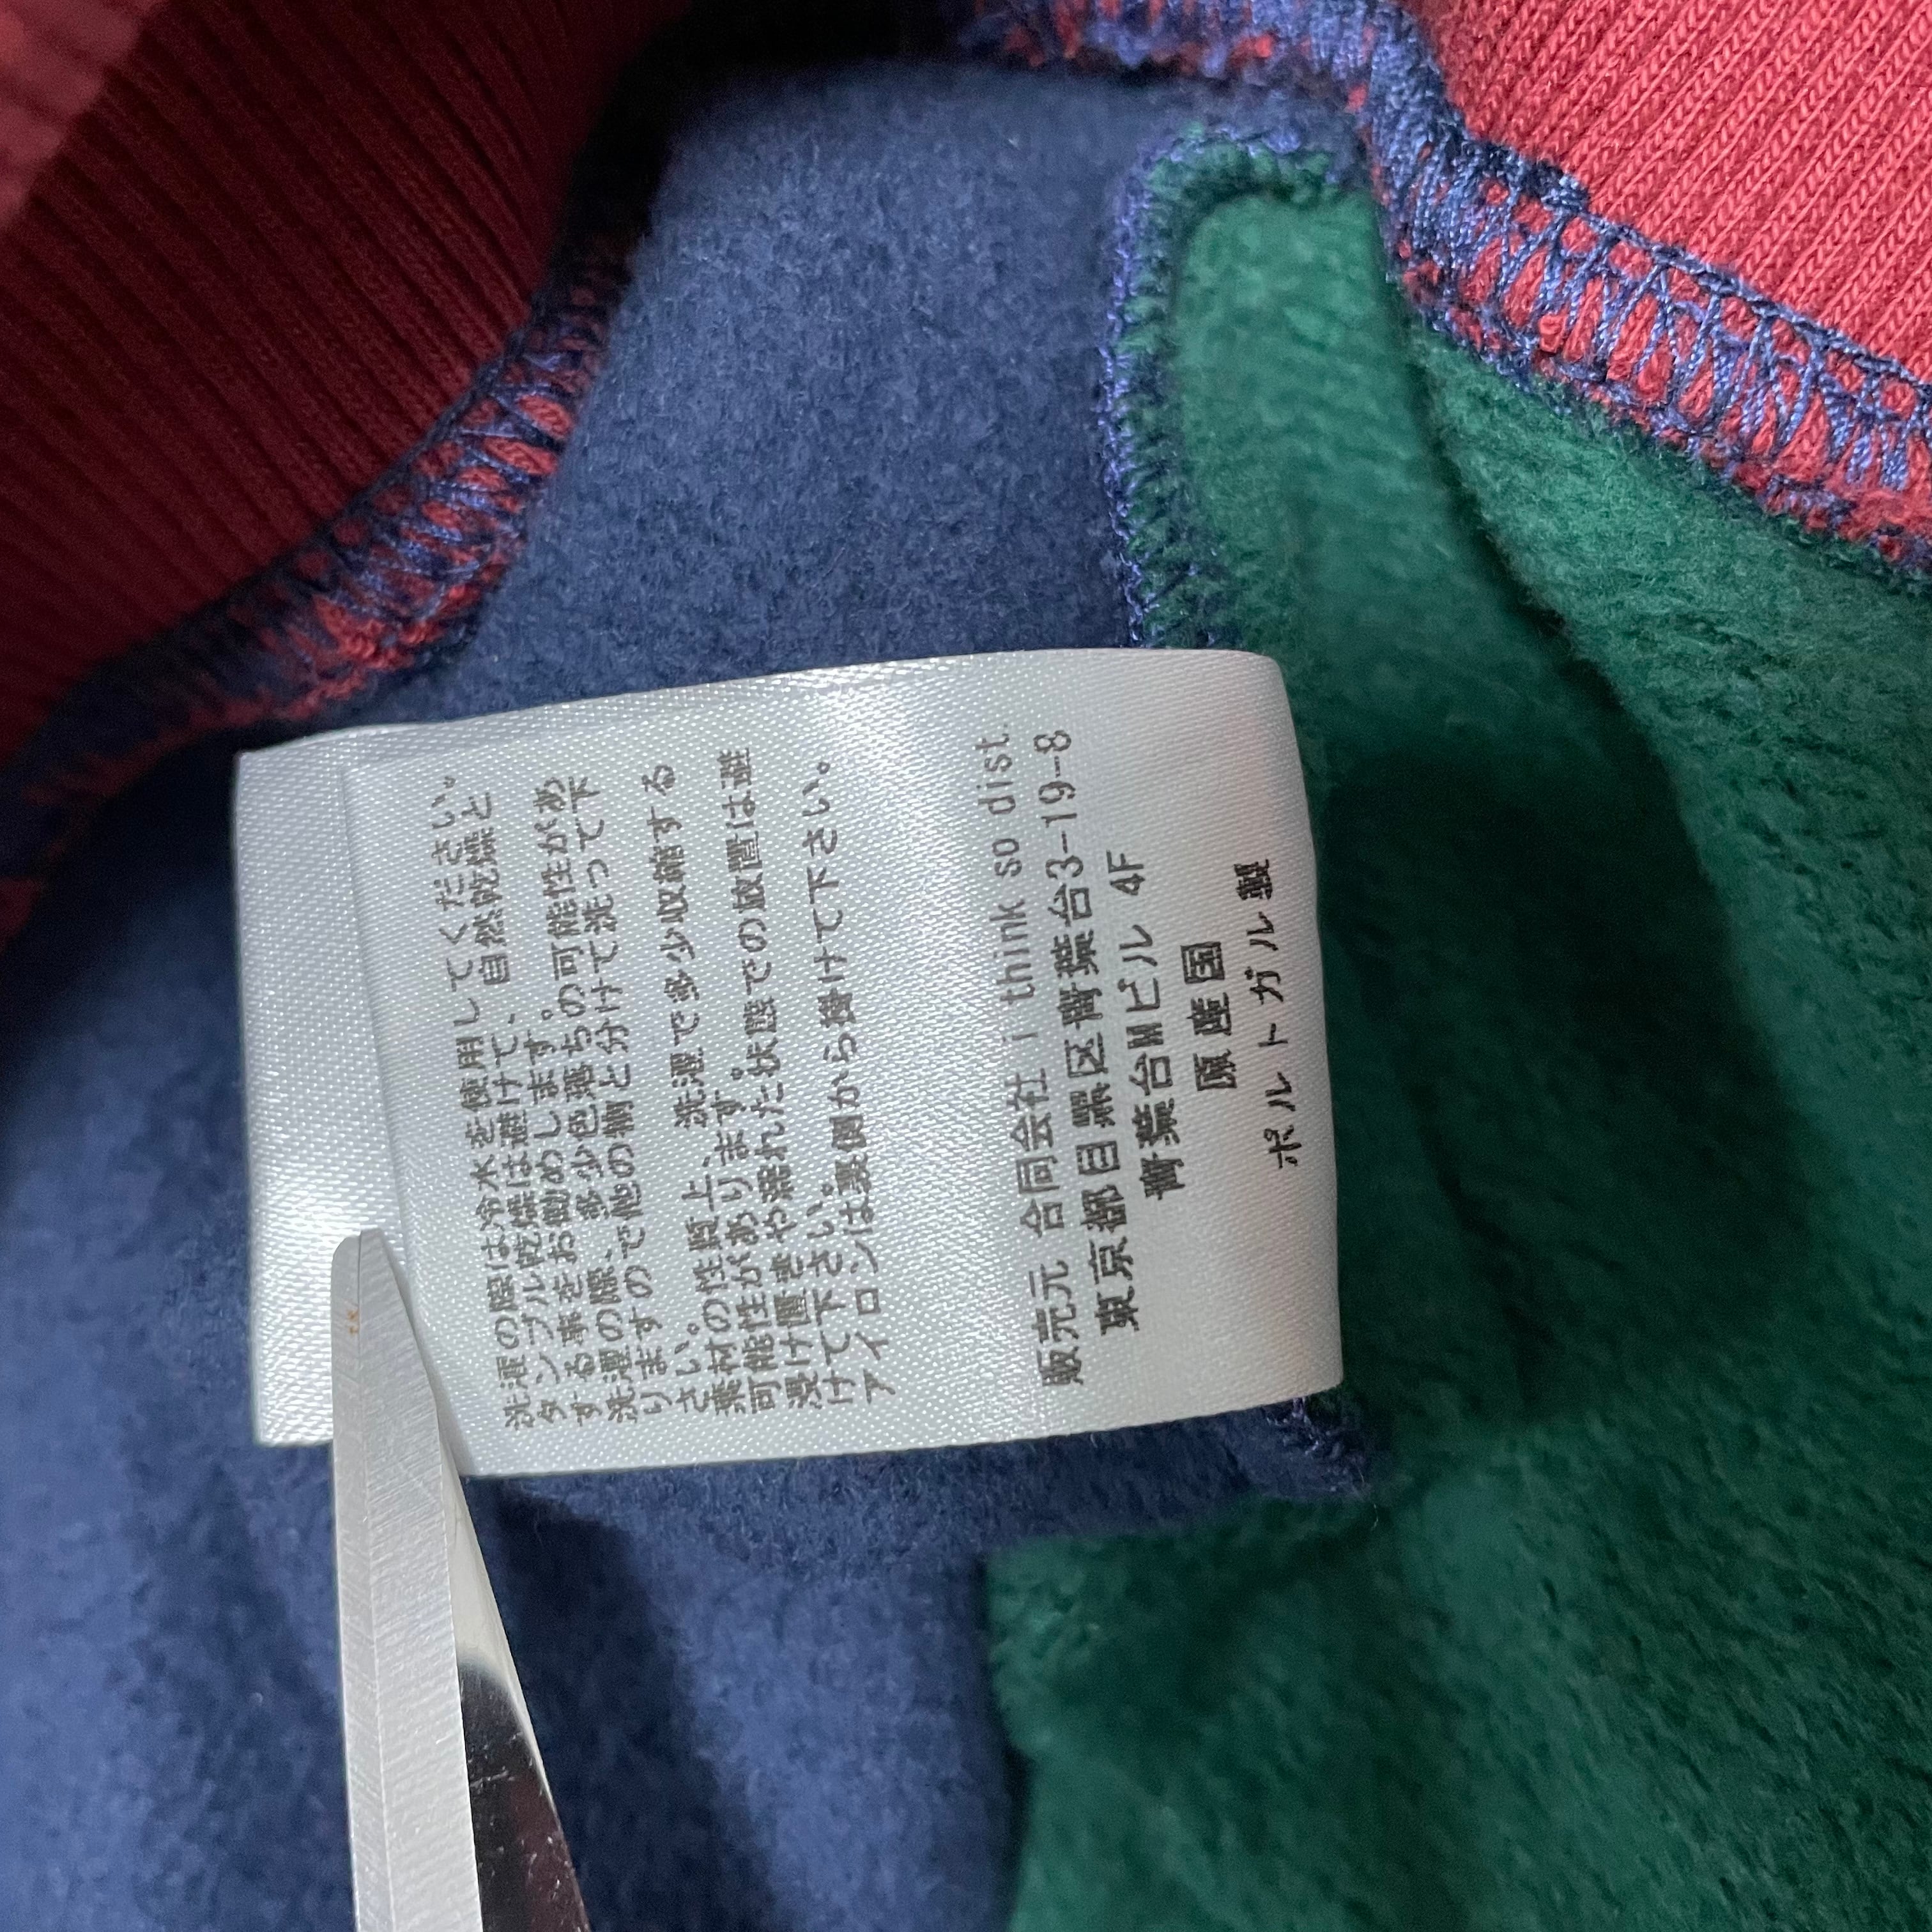 洗濯の際は冷水を使用してください。
タンブル乾燥は避けて、自然乾燥と
する事をお勧めします。
洗濯の際、多少色落ちの可能性があ
りますので他の物と分けて洗って下
さい。
素材の性質上、洗濯で多少収縮する
可能性があります。
浸け置きや濡れた状態での放置は避
けて下さい。
アイロンは裏側から掛けて下さい。
販売元 合同会社 i think so dist.
東京都目黒区青葉台3-19-8
青葉台Mビル 4F
原産国
ポルトガル製